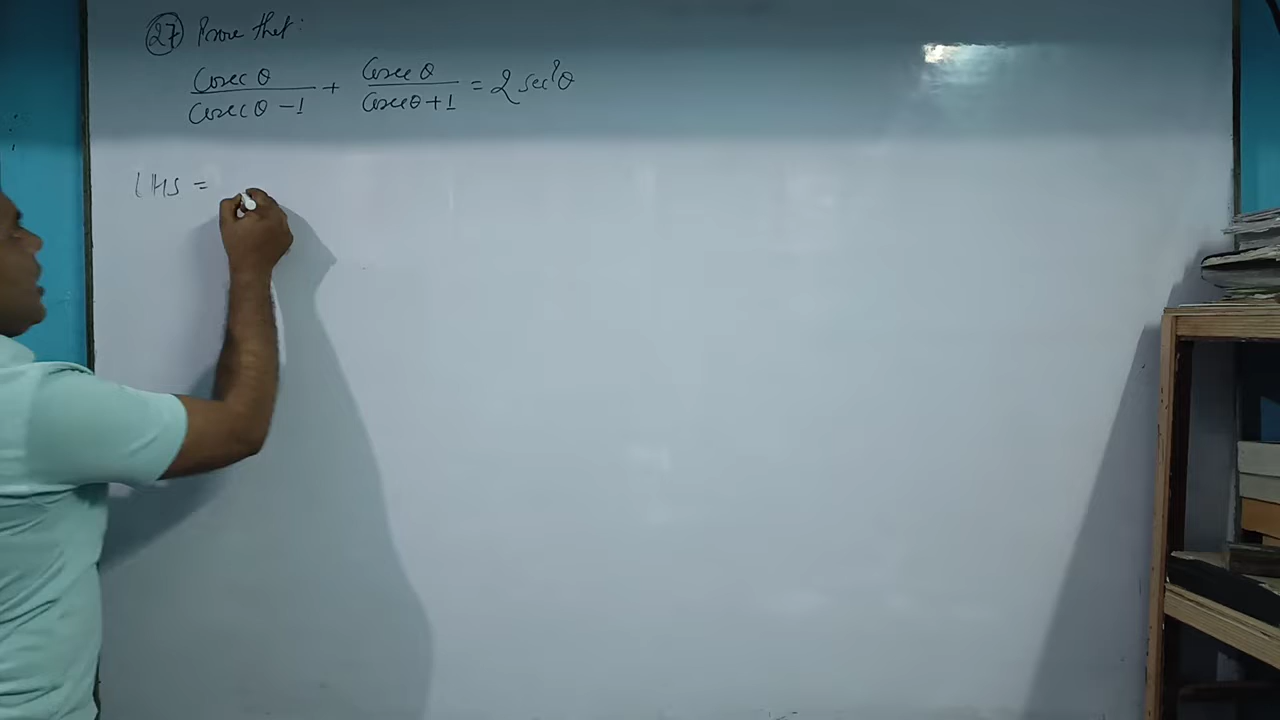 27 Prove that:
Cosec θ / Cosec θ - 1 + Cosec θ / Cosec θ + 1 = 2 sec²θ
LHS =